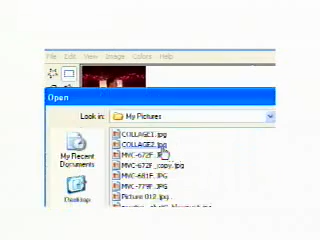 File Edit View Image Colors Help
Open
Look in: My Pictures
COLLAGE1.jpg
COLLAGE2.jpg
MVC-672F.JPG
MVC-672F_copy.jpg
MVC-681F.JPG
MVC-779F.JPG
Picture 012.jpg
My Recent
Documents
Desktop